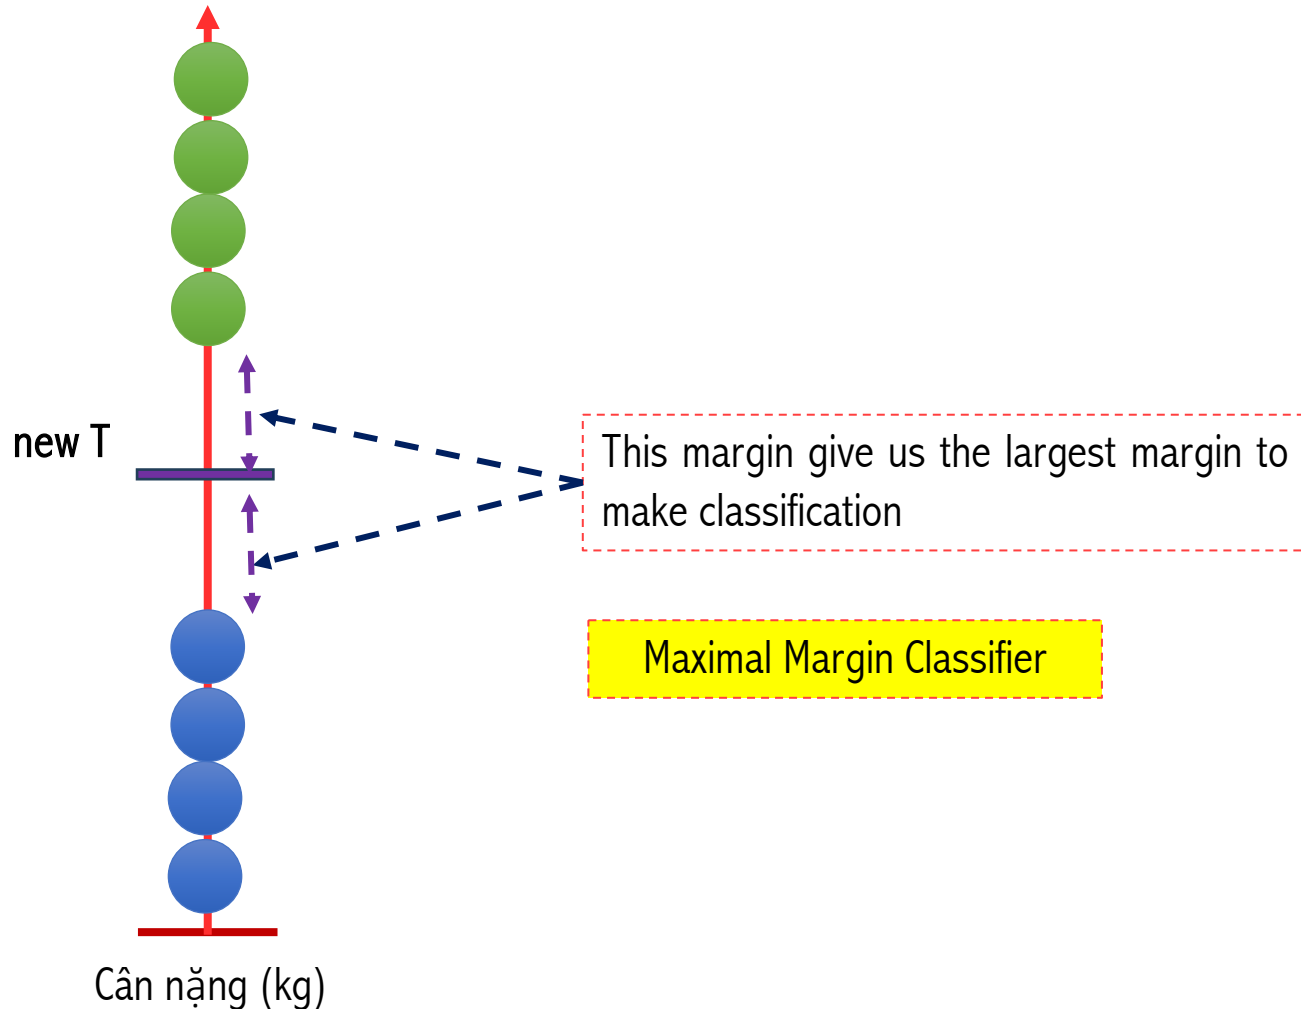 new T
This margin give us the largest margin to
make classification
Maximal Margin Classifier
Cân nặng (kg)